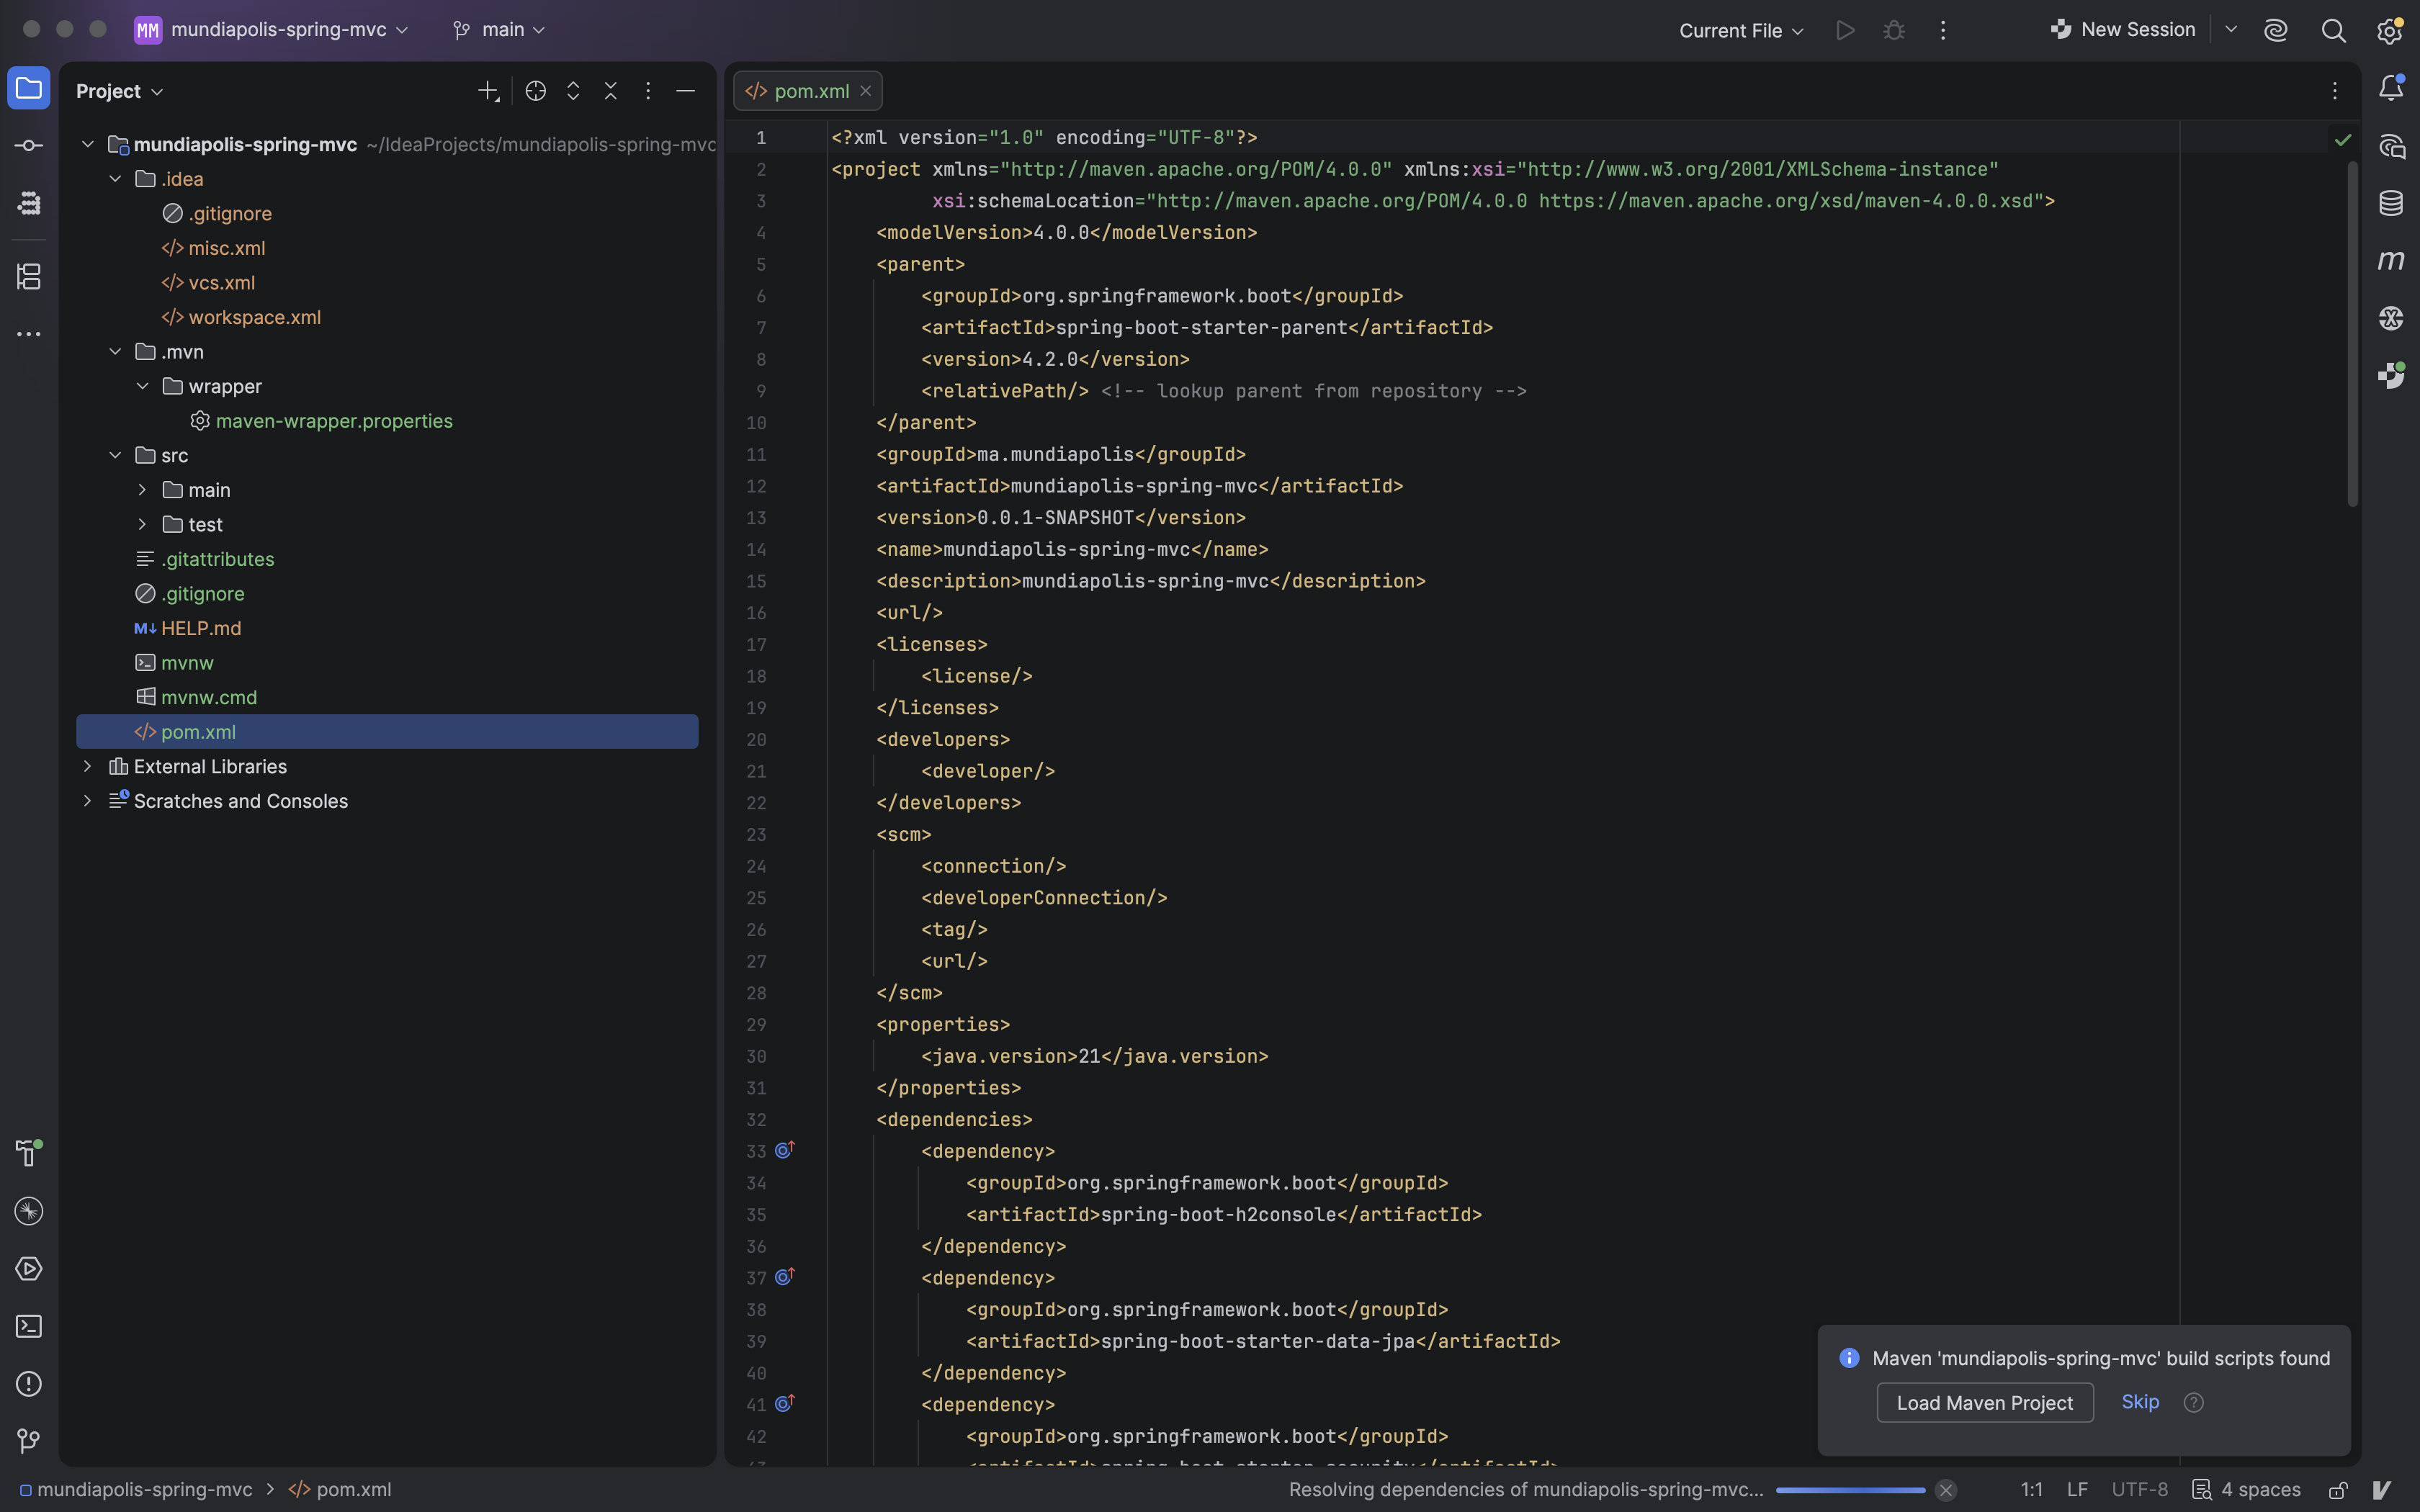 MM mundiapolis-spring-mvc main Current File New Session
Project
pom.xml
mundiapolis-spring-mvc ~/IdeaProjects/mundiapolis-spring-mvc
.idea
.gitignore
misc.xml
vcs.xml
workspace.xml
.mvn
wrapper
maven-wrapper.properties
src
main
test
.gitattributes
.gitignore
M↓ HELP.md
mvnw
mvnw.cmd
</> pom.xml
External Libraries
Scratches and Consoles
1 <?xml version="1.0" encoding="UTF-8"?>
2 <project xmlns="http://maven.apache.org/POM/4.0.0" xmlns:xsi="http://www.w3.org/2001/XMLSchema-instance"
3 xsi:schemaLocation="http://maven.apache.org/POM/4.0.0 https://maven.apache.org/xsd/maven-4.0.0.xsd">
4 <modelVersion>4.0.0</modelVersion>
5 <parent>
6 <groupId>org.springframework.boot</groupId>
7 <artifactId>spring-boot-starter-parent</artifactId>
8 <version>4.2.0</version>
9 <relativePath/> <!-- lookup parent from repository -->
10 </parent>
11 <groupId>ma.mundiapolis</groupId>
12 <artifactId>mundiapolis-spring-mvc</artifactId>
13 <version>0.0.1-SNAPSHOT</version>
14 <name>mundiapolis-spring-mvc</name>
15 <description>mundiapolis-spring-mvc</description>
16 <url/>
17 <licenses>
18 <license/>
19 </licenses>
20 <developers>
21 <developer/>
22 </developers>
23 <scm>
24 <connection/>
25 <developerConnection/>
26 <tag/>
27 <url/>
28 </scm>
29 <properties>
30 <java.version>21</java.version>
31 </properties>
32 <dependencies>
33 <dependency>
34 <groupId>org.springframework.boot</groupId>
35 <artifactId>spring-boot-h2console</artifactId>
36 </dependency>
37 <dependency>
38 <groupId>org.springframework.boot</groupId>
39 <artifactId>spring-boot-starter-data-jpa</artifactId>
40 </dependency>
41 <dependency>
42 <groupId>org.springframework.boot</groupId>
Maven 'mundiapolis-spring-mvc' build scripts found
Load Maven Project Skip
mundiapolis-spring-mvc > </> pom.xml Resolving dependencies of mundiapolis-spring-mvc... 1:1 LF UTF-8 4 spaces